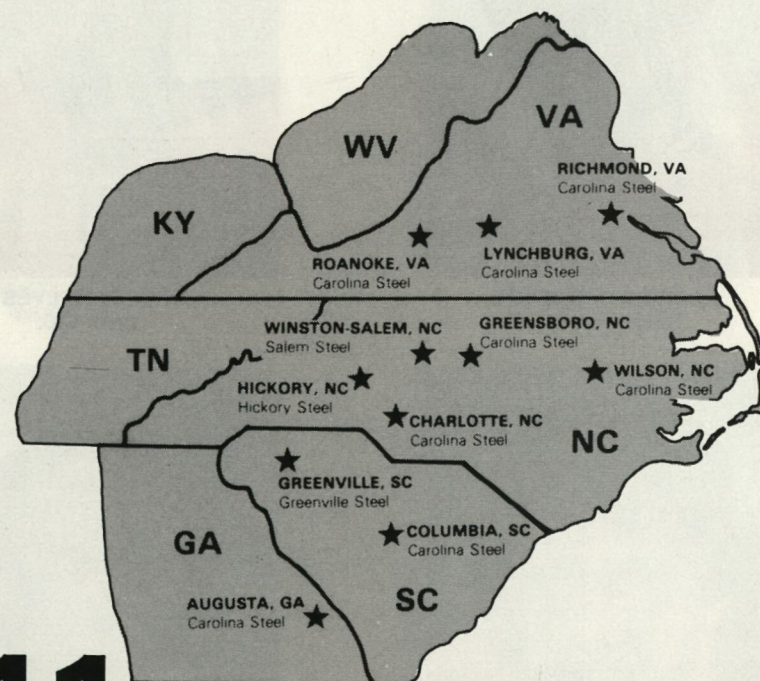 WV
VA
RICHMOND, VA
Carolina Steel
KY
ROANOKE, VA
Carolina Steel
LYNCHBURG, VA
Carolina Steel
TN
WINSTON-SALEM, NC
Salem Steel
GREENSBORO, NC
Carolina Steel
HICKORY, NC
Hickory Steel
WILSON, NC
Carolina Steel
CHARLOTTE, NC
Carolina Steel
NC
GREENVILLE, SC
Greenville Steel
GA
COLUMBIA, SC
Carolina Steel
AUGUSTA, GA
Carolina Steel
SC
11